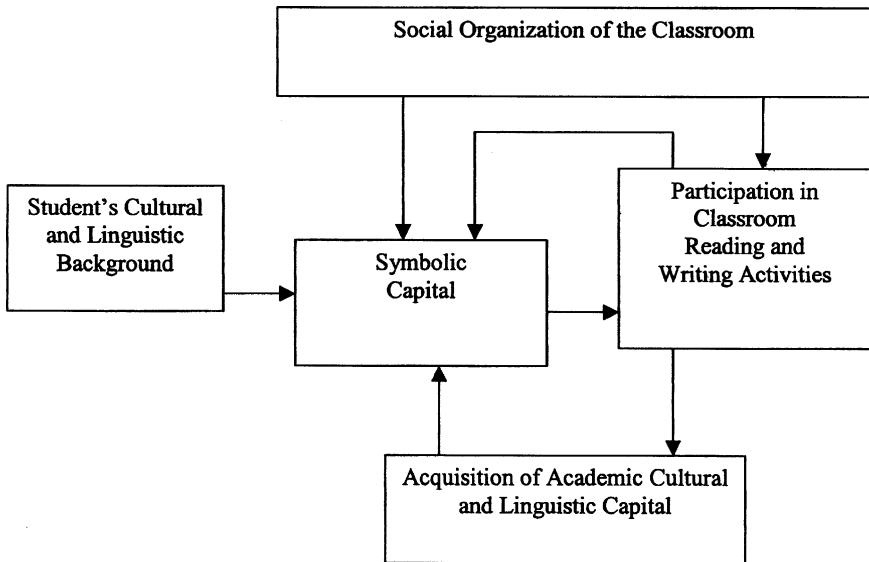 Social Organization of the Classroom
Student's Cultural
and Linguistic
Background
Symbolic
Capital
Participation in
Classroom
Reading and
Writing Activities
Acquisition of Academic Cultural
and Linguistic Capital